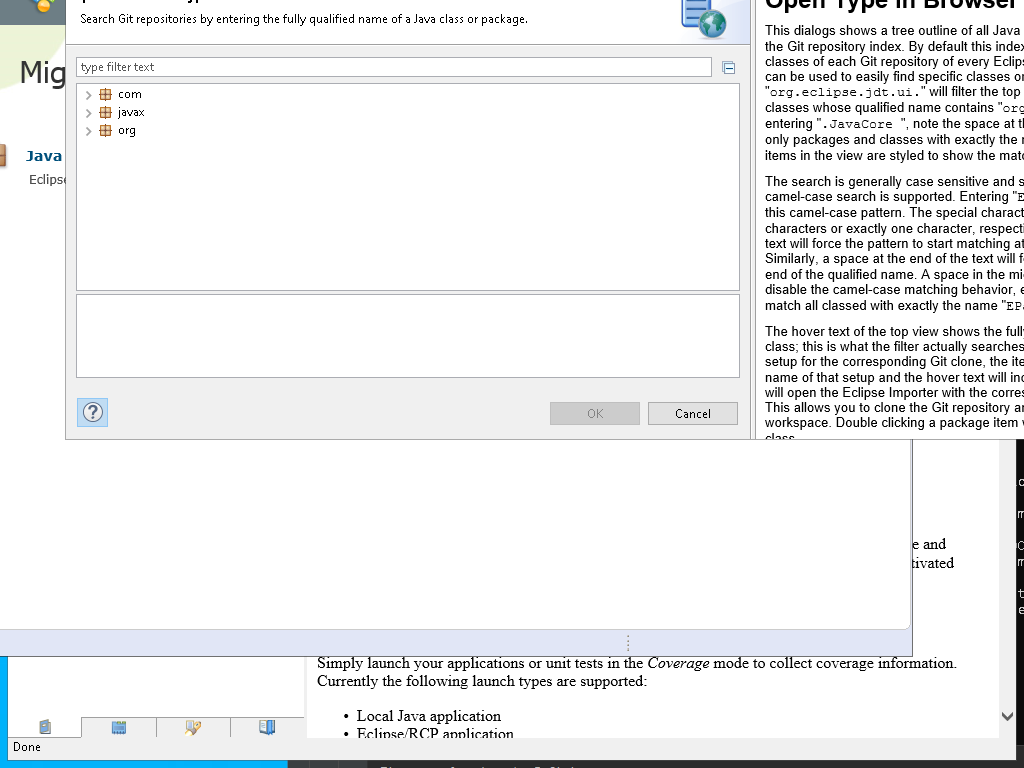 Search Git repositories by entering the fully qualified name of a Java class or package.
type filter text
com
javax
org
OK
Cancel
Mig
Java
Eclipse
Open Type in Browser
This dialogs shows a tree outline of all Java
the Git repository index. By default this index
classes of each Git repository of every Eclips
can be used to easily find specific classes or
"org.eclipse.jdt.ui." will filter the top
classes whose qualified name contains "org
entering ".JavaCore ", note the space at th
only packages and classes with exactly the n
items in the view are styled to show the matc
The search is generally case sensitive and s
camel-case search is supported. Entering "E
this camel-case pattern. The special charact
characters or exactly one character, respecti
text will force the pattern to start matching at
Similarly, a space at the end of the text will f
end of the qualified name. A space in the mi
disable the camel-case matching behavior, e
match all classed with exactly the name "EPa
The hover text of the top view shows the fully
class; this is what the filter actually searches
setup for the corresponding Git clone, the ite
name of that setup and the hover text will inc
will open the Eclipse Importer with the corres
This allows you to clone the Git repository an
workspace. Double clicking a package item w
class.
e and
tivated
Simply launch your applications or unit tests in the Coverage mode to collect coverage information.
Currently the following launch types are supported:
• Local Java application
• Eclipse/RCP application
Done